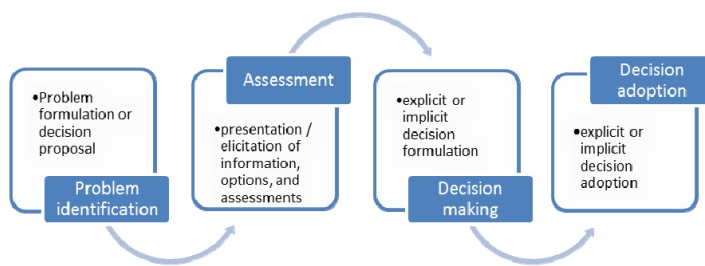 •Problem
formulation or
decision
proposal
Problem
identification
Assessment
•presentation /
elicitation of
information,
options, and
assessments
•explicit or
implicit
decision
formulation
Decision
making
Decision
adoption
•explicit or
implicit
decision
adoption